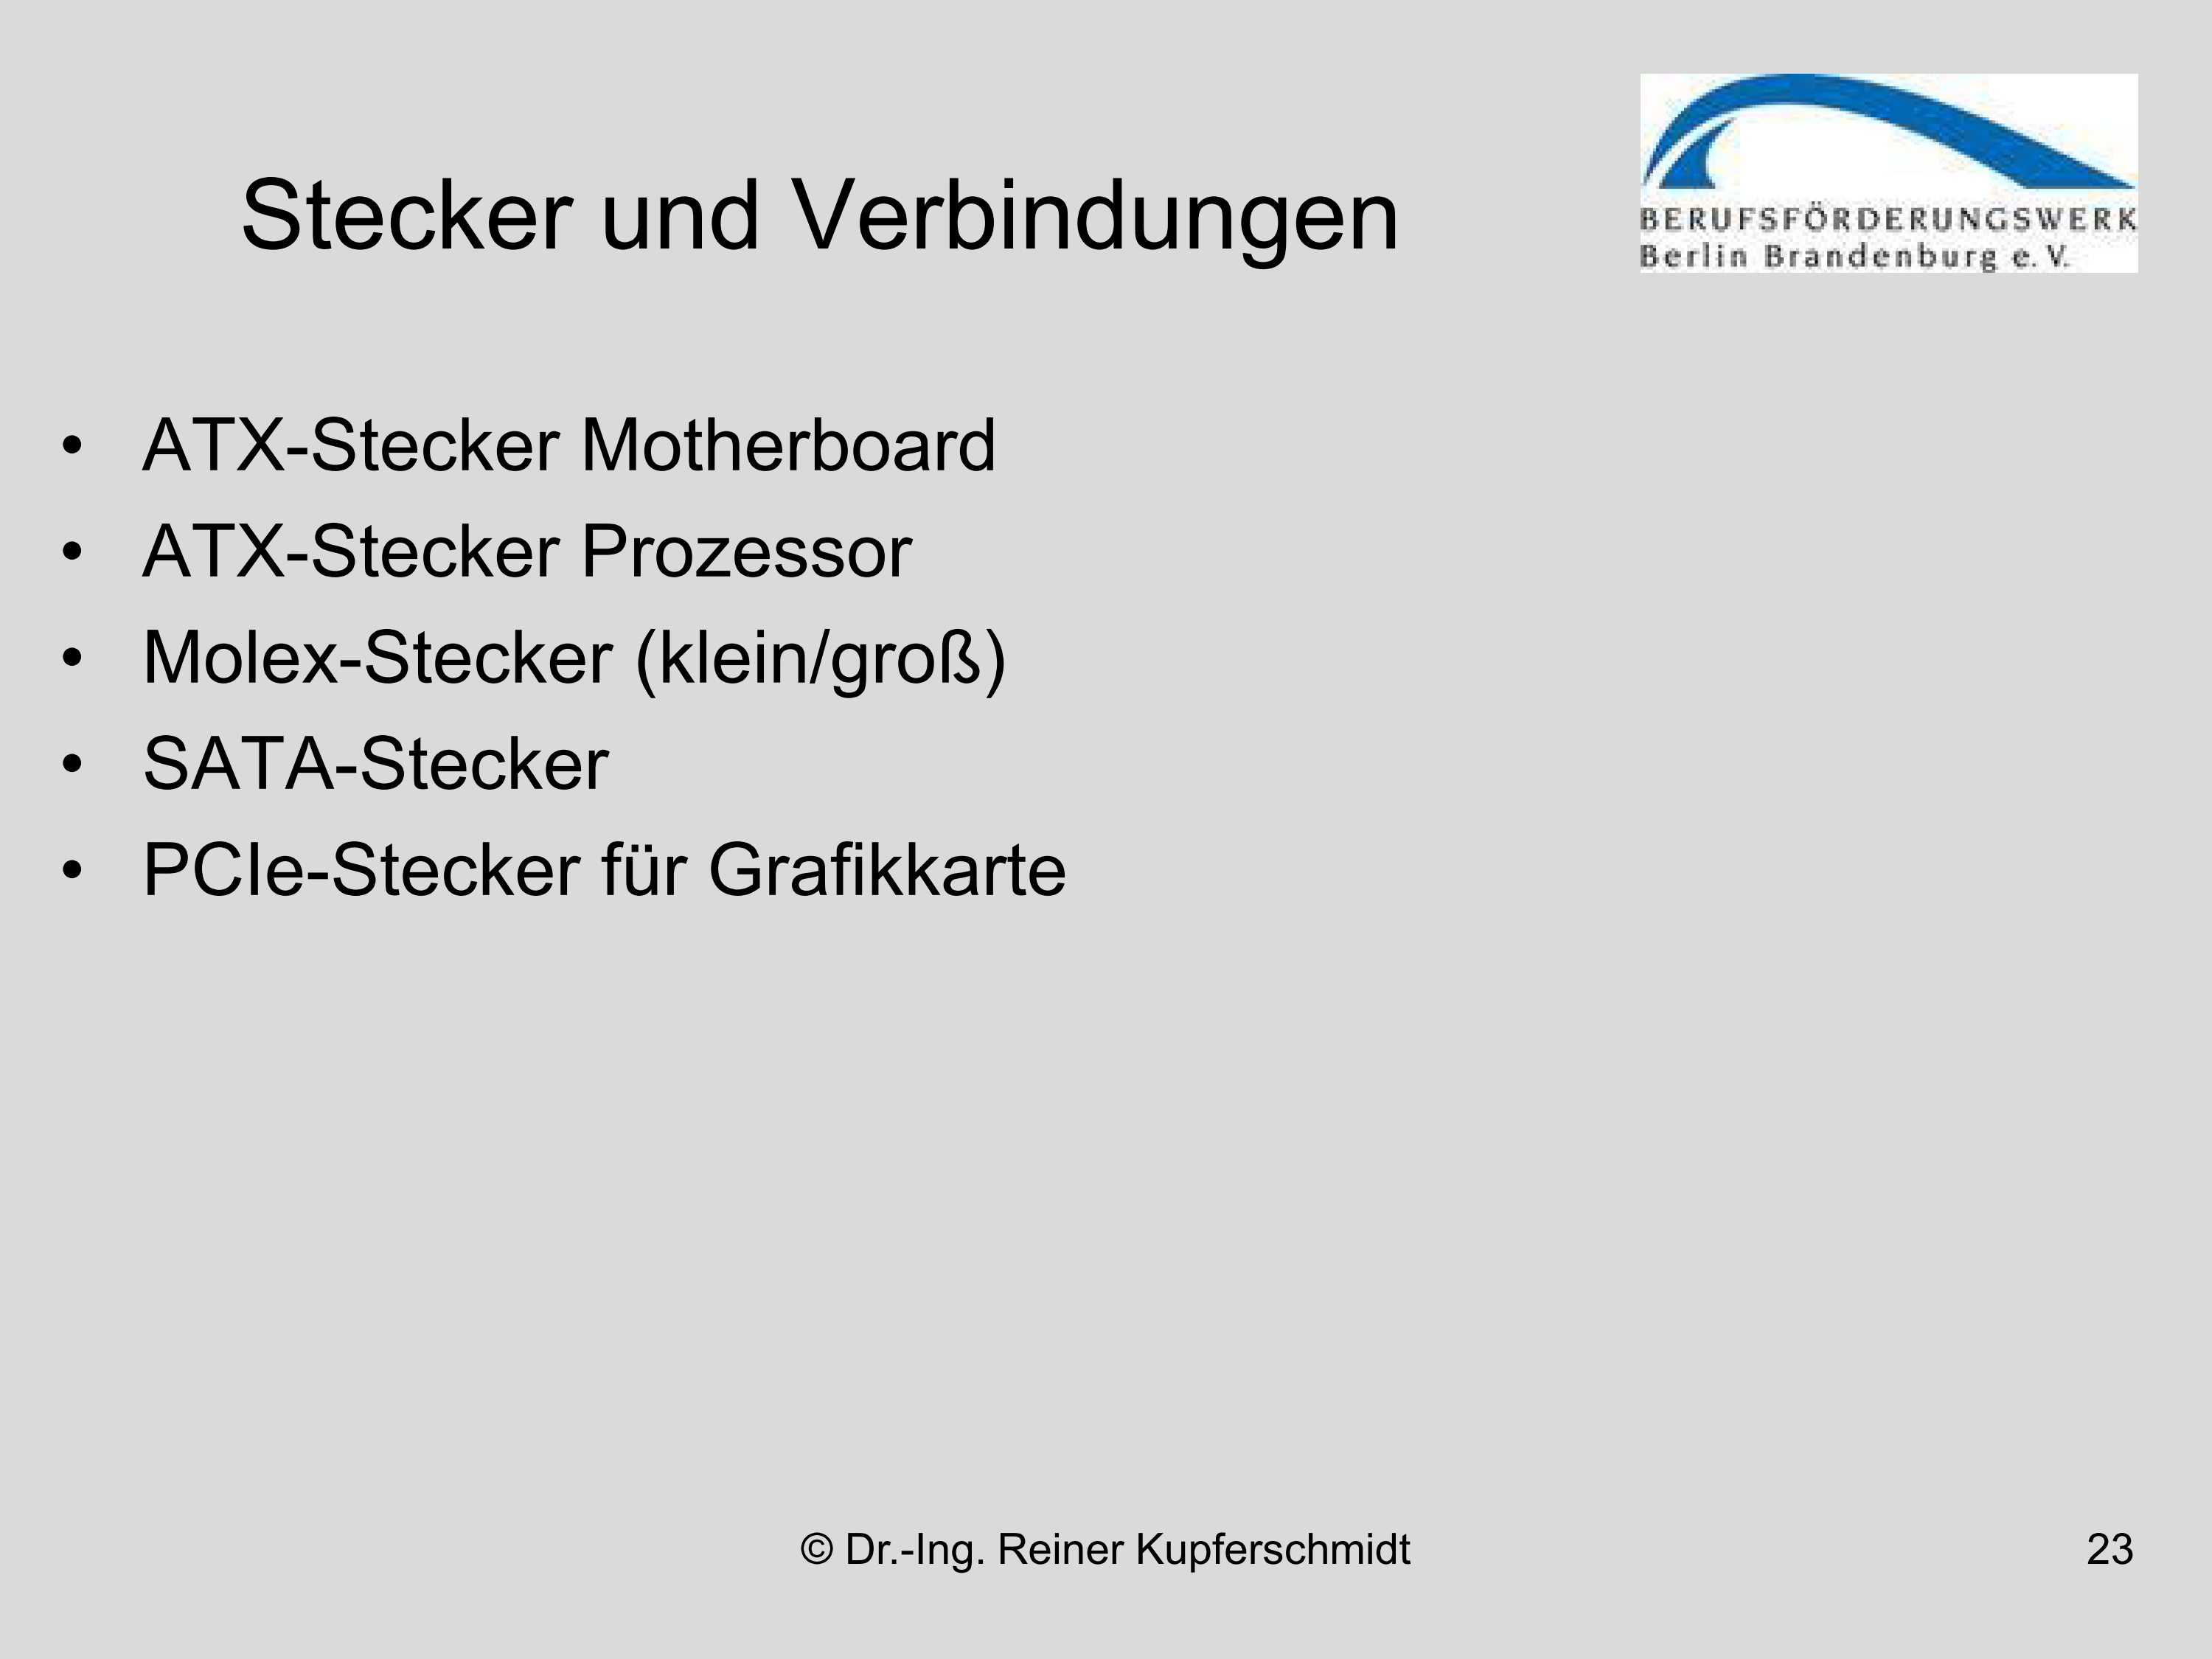 Stecker und Verbindungen
BERUFSFÖRDERUNGSWERK
Berlin Brandenburg e. V.
• ATX-Stecker Motherboard
• ATX-Stecker Prozessor
• Molex-Stecker (klein/groß)
• SATA-Stecker
• PCIe-Stecker für Grafikkarte
© Dr.-Ing. Reiner Kupferschmidt
23